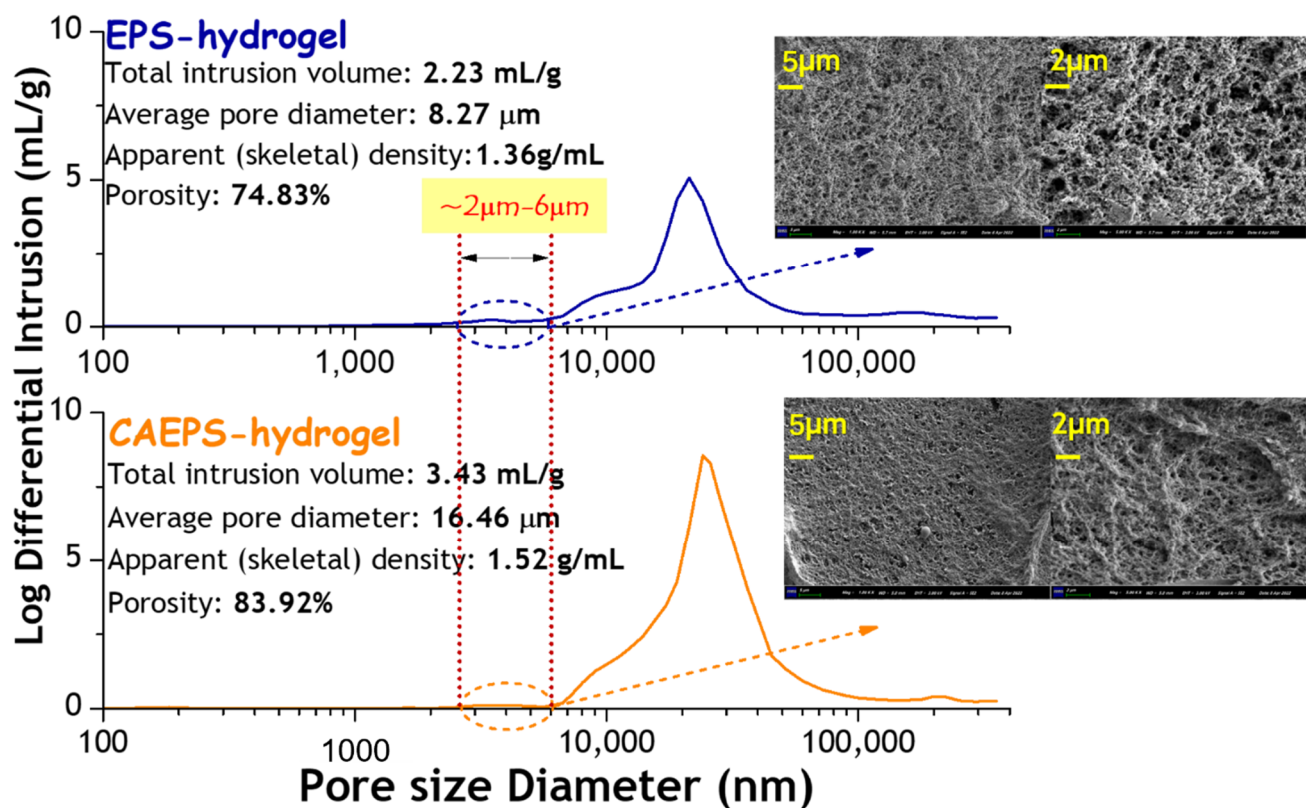 Log Differential Intrusion (mL/g)
10
5
0
EPS-hydrogel
Total intrusion volume: 2.23 mL/g
Average pore diameter: 8.27 μm
Apparent (skeletal) density:1.36g/mL
Porosity: 74.83%
~2μm-6μm
5μm
2μm
100
1,000
10,000
100,000
10
5
0
CAEPS-hydrogel
Total intrusion volume: 3.43 mL/g
Average pore diameter: 16.46 μm
Apparent (skeletal) density: 1.52 g/mL
Porosity: 83.92%
5μm
2μm
100
1000
10,000
100,000
Pore size Diameter (nm)